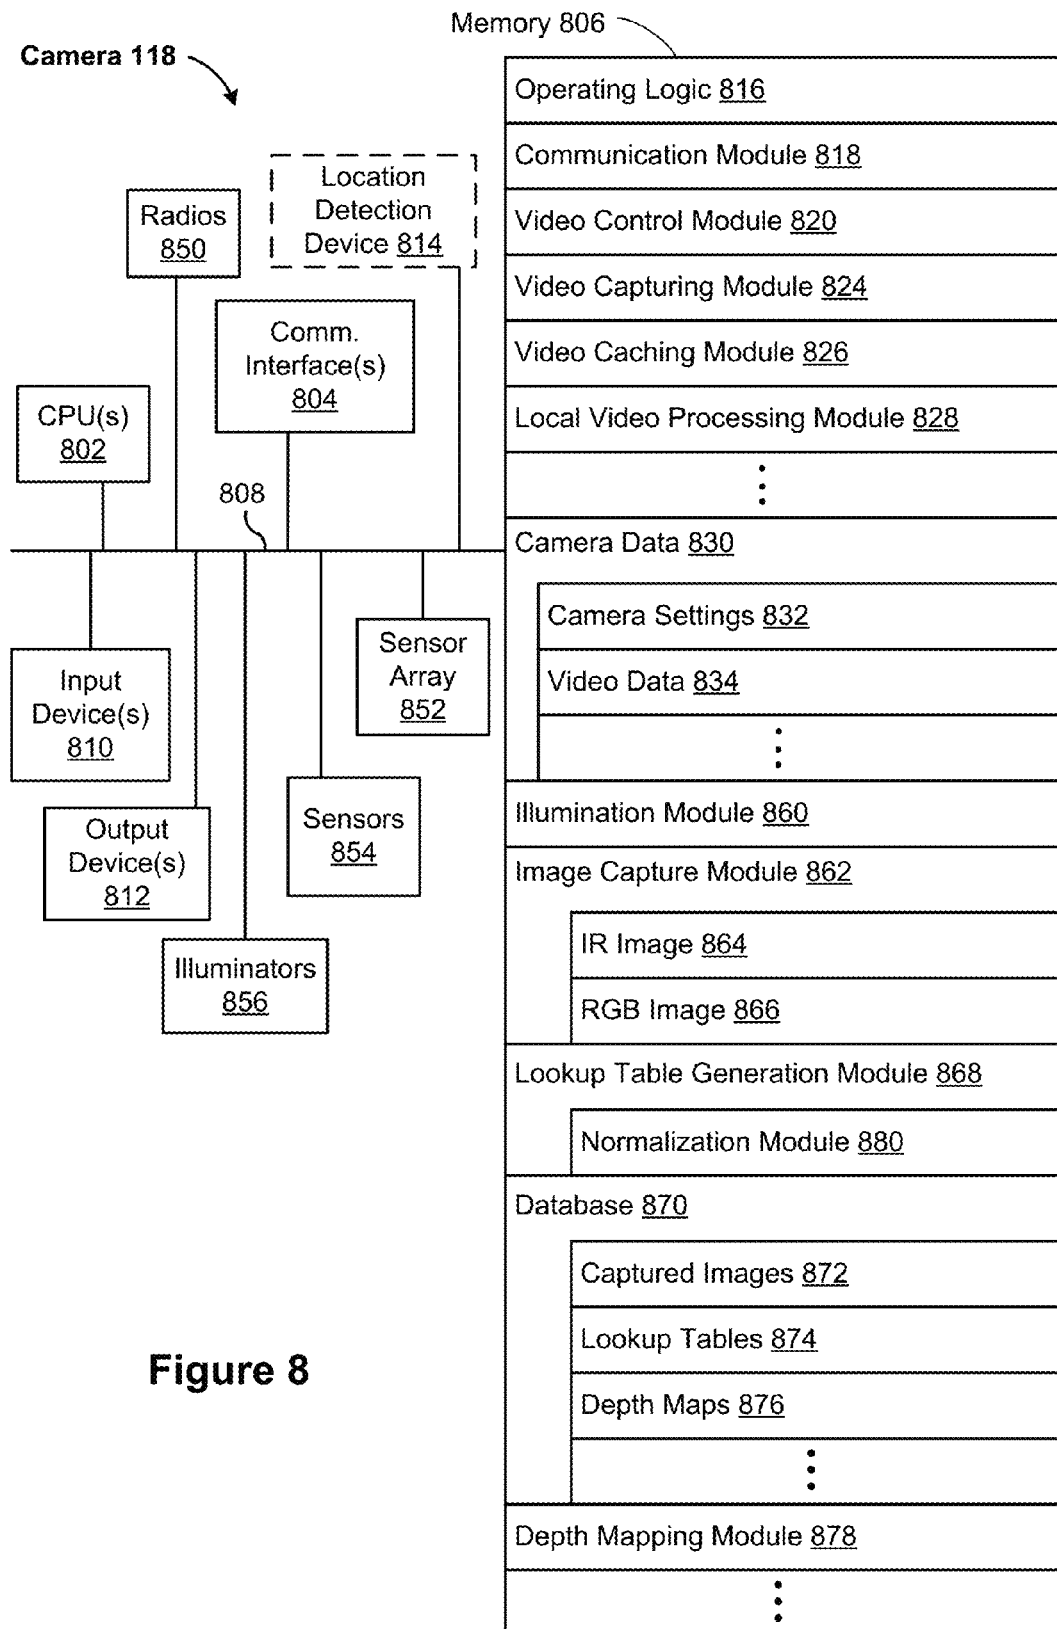 Memory 806
Camera 118
Operating Logic 816
Communication Module 818
Video Control Module 820
Video Capturing Module 824
Video Caching Module 826
Local Video Processing Module 828
Camera Data 830
Camera Settings 832
Video Data 834
Illumination Module 860
Image Capture Module 862
IR Image 864
RGB Image 866
Lookup Table Generation Module 868
Normalization Module 880
Database 870
Captured Images 872
Lookup Tables 874
Depth Maps 876
Depth Mapping Module 878
Location
Detection
Device 814
Radios
850
Comm.
Interface(s)
804
CPU(s)
802
808
Sensor
Array
852
Input
Device(s)
810
Sensors
854
Output
Device(s)
812
Illuminators
856
Figure 8